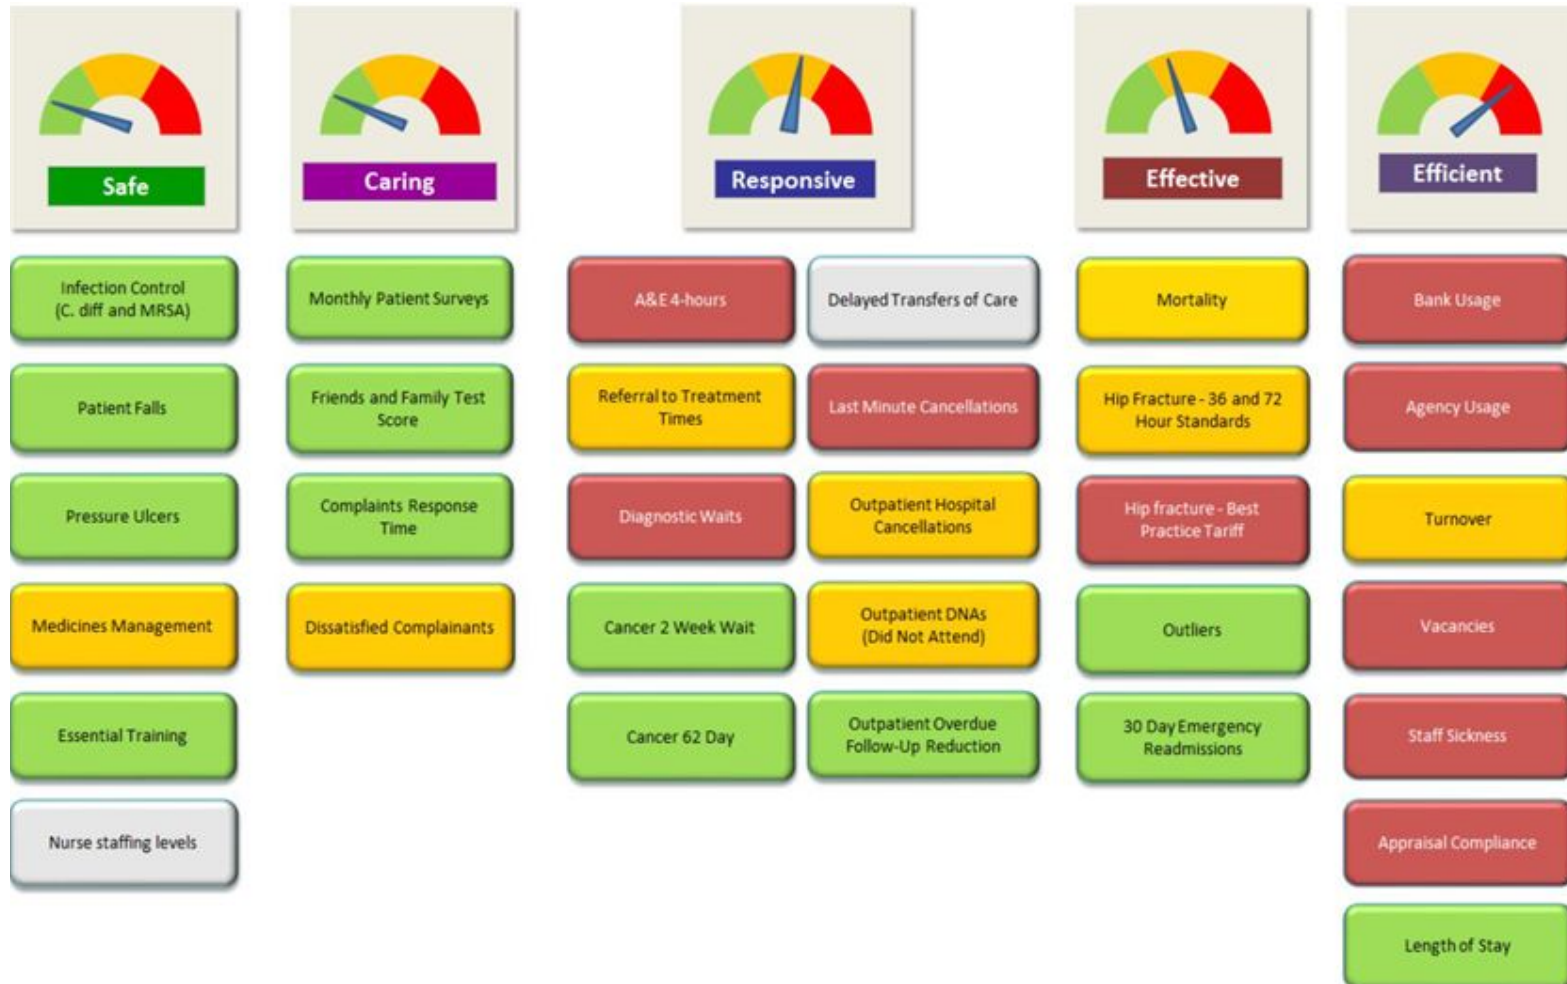 Safe
Caring
Responsive
Effective
Efficient
Infection Control
(C. diff and MRSA)
Patient Falls
Pressure Ulcers
Medicines Management
Essential Training
Nurse staffing levels
Monthly Patient Surveys
Friends and Family Test
Score
Complaints Response
Time
Dissatisfied Complainants
A&E 4-hours
Referral to Treatment
Times
Diagnostic Waits
Cancer 2 Week Wait
Cancer 62 Day
Delayed Transfers of Care
Last Minute Cancellations
Outpatient Hospital
Cancellations
Outpatient DNAs
(Did Not Attend)
Outpatient Overdue
Follow-Up Reduction
Mortality
Hip Fracture - 36 and 72
Hour Standards
Hip fracture - Best
Practice Tariff
Outliers
30 Day Emergency
Readmissions
Bank Usage
Agency Usage
Turnover
Vacancies
Staff Sickness
Appraisal Compliance
Length of Stay